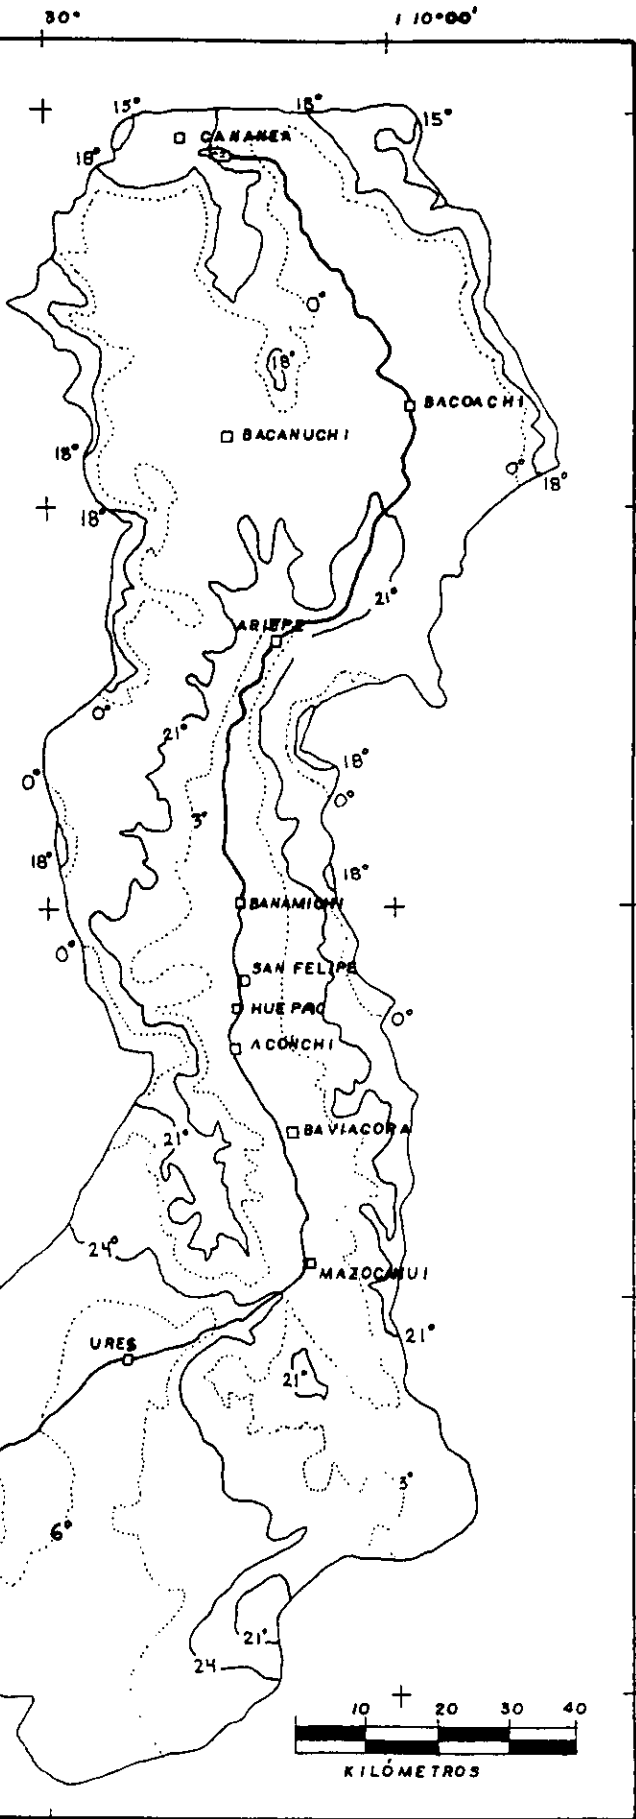 30° 110°00'
15° 18° 15°
CANANEA
18°
0°
18°
BACOACHI
BACANUCHI
18° 0° 18°
18°
21°
ARIZPE
0° 21°
18°
0° 0°
3°
18° 18°
BANAMICHI
0° SAN FELIPE
HUEPAC 0°
ACONCHI
21° BAVIACORA
24°
MAZOCAHUI
URES 21°
21°
3°
6°
21°
24
10 20 30 40
KILÓMETROS